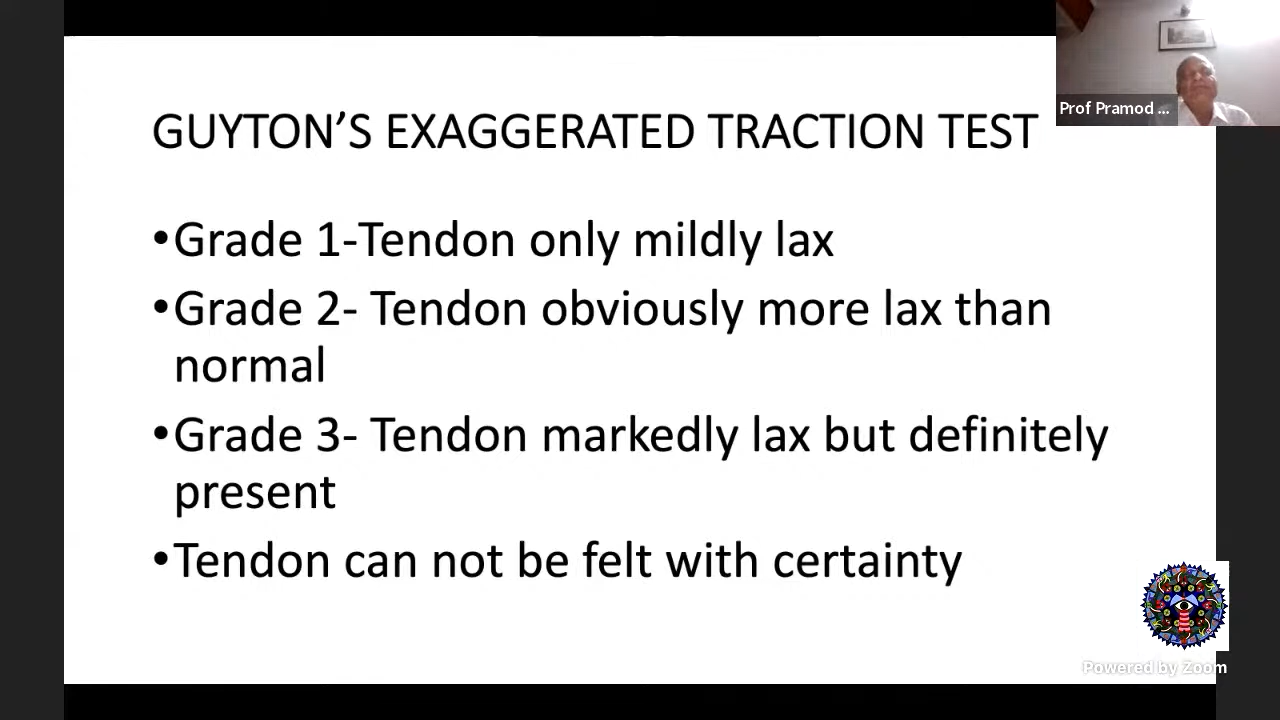 Prof Pramod ...
GUYTON'S EXAGGERATED TRACTION TEST
•Grade 1-Tendon only mildly lax
•Grade 2- Tendon obviously more lax than
normal
•Grade 3- Tendon markedly lax but definitely
present
•Tendon can not be felt with certainty
Powered by Zoom